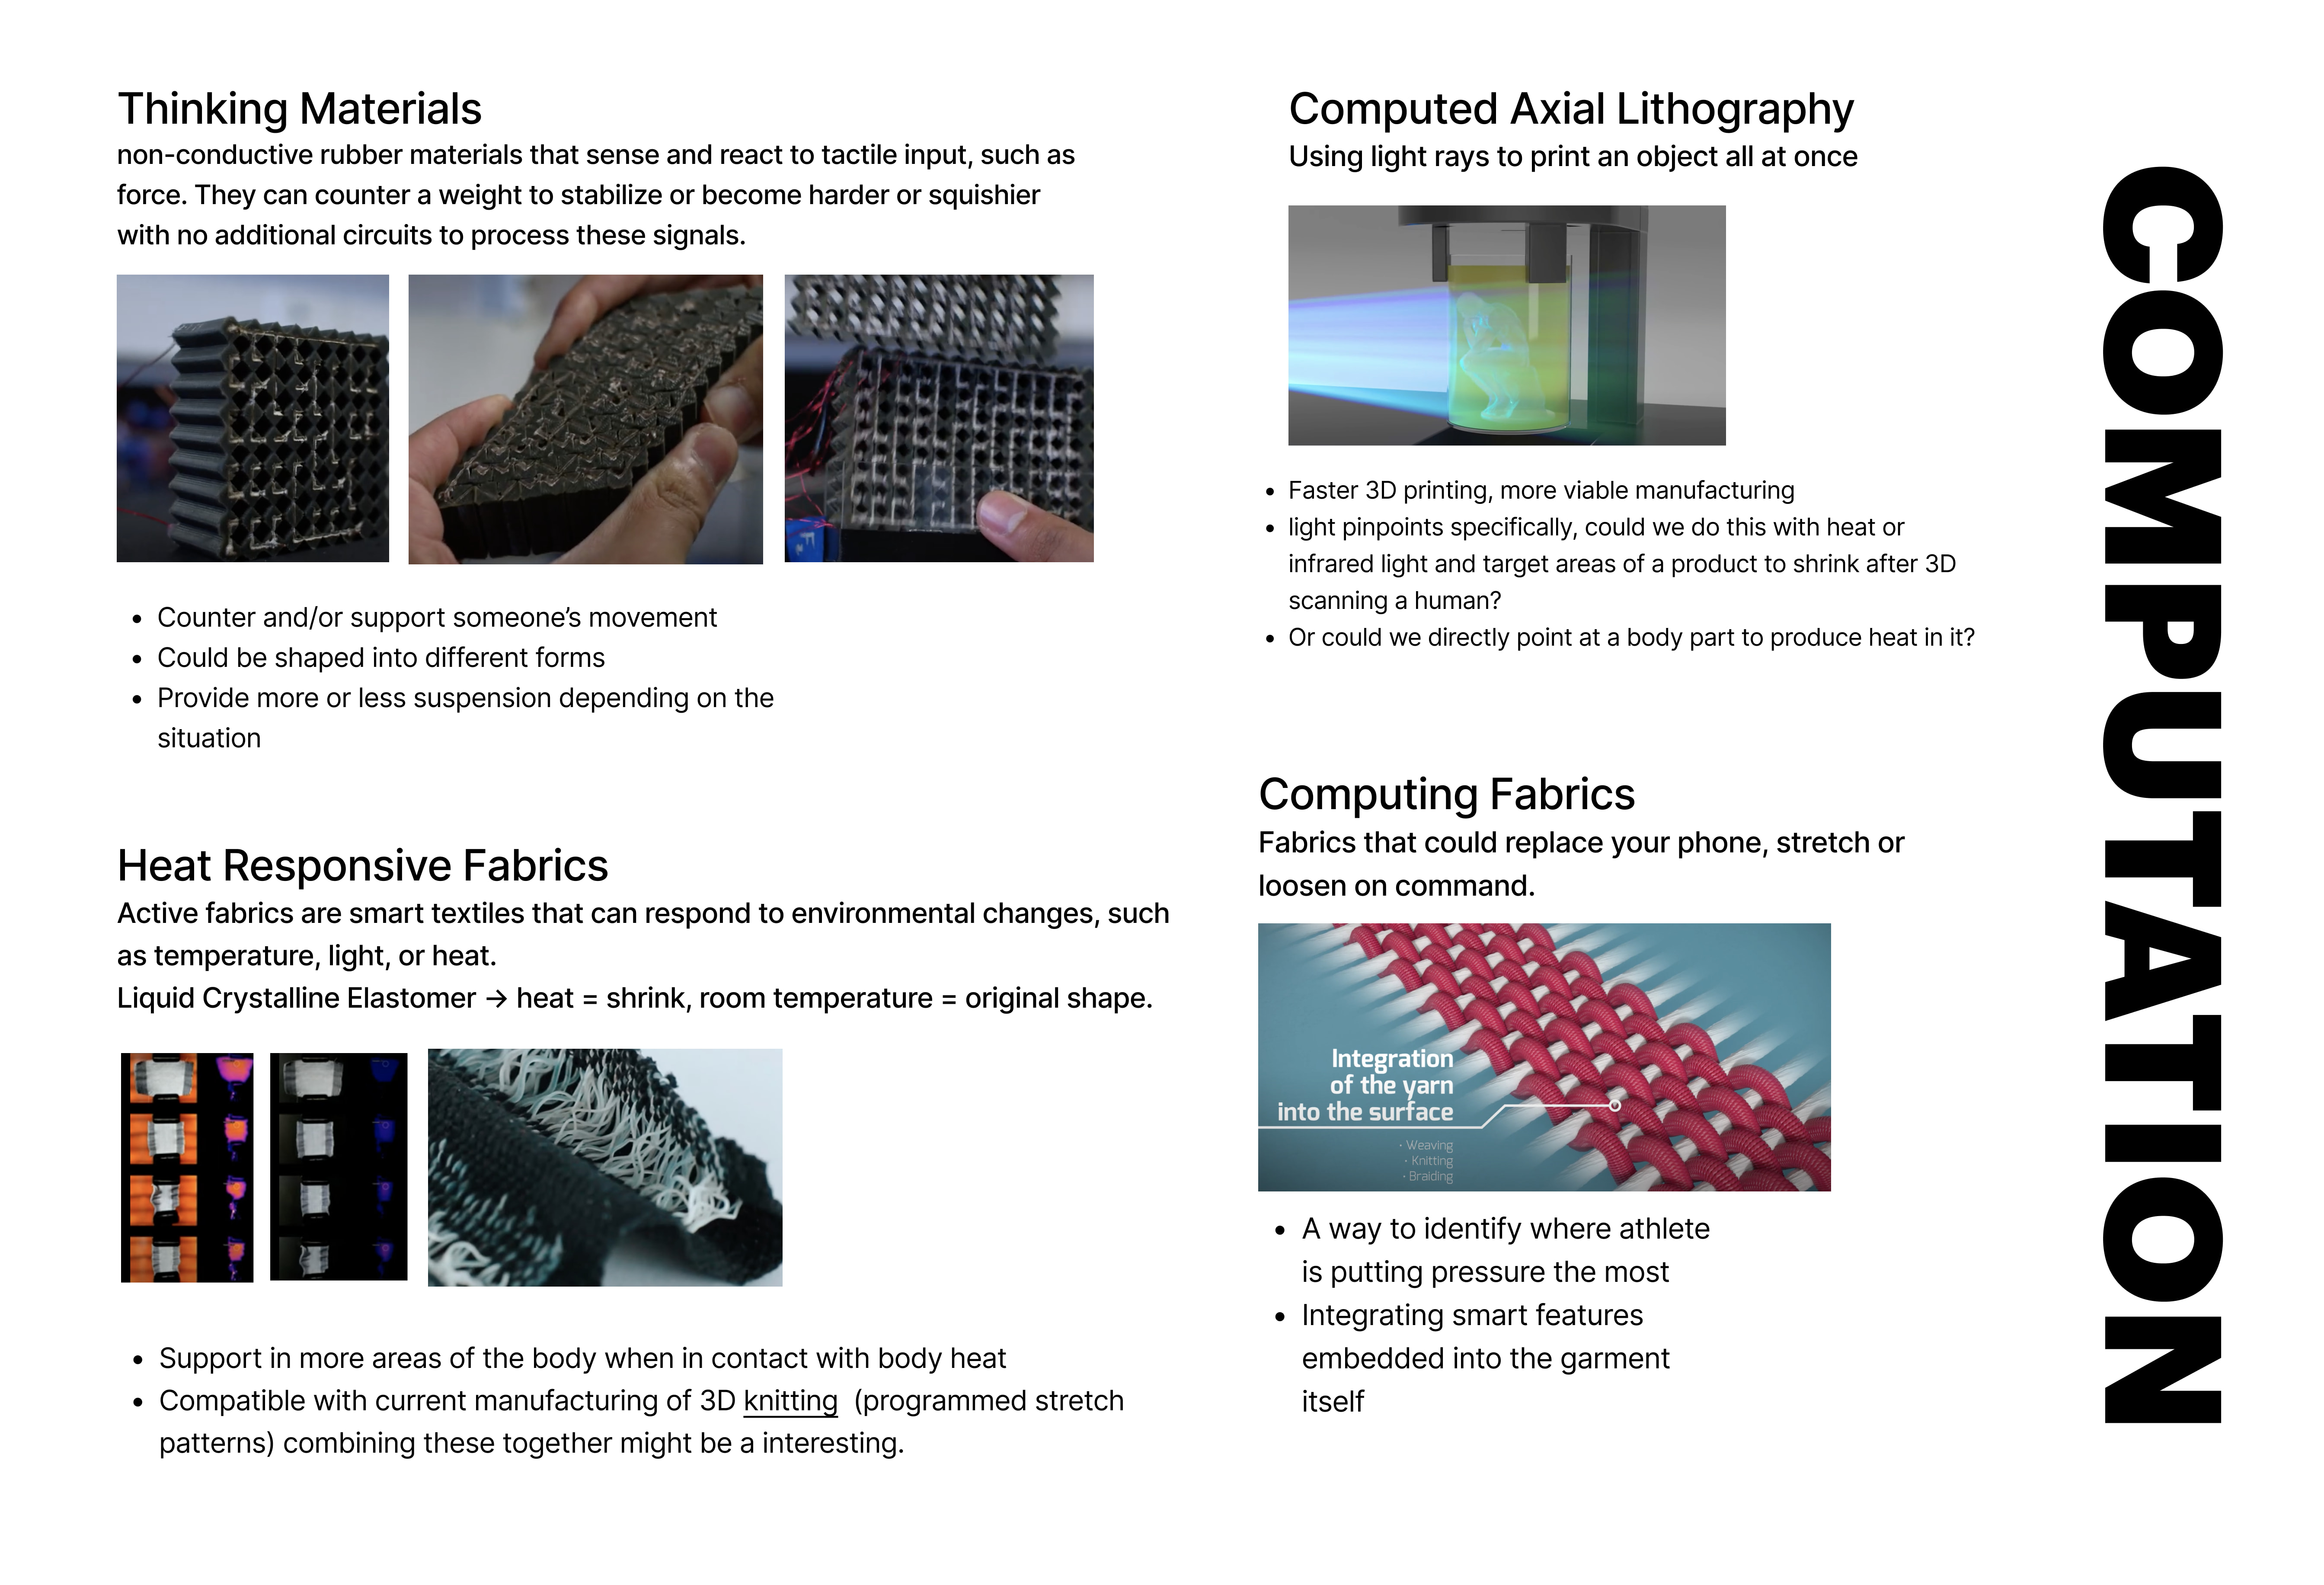 Thinking Materials
non-conductive rubber materials that sense and react to tactile input, such as
force. They can counter a weight to stabilize or become harder or squishier
with no additional circuits to process these signals.
• Counter and/or support someone’s movement
• Could be shaped into different forms
• Provide more or less suspension depending on the
situation
Heat Responsive Fabrics
Active fabrics are smart textiles that can respond to environmental changes, such
as temperature, light, or heat.
Liquid Crystalline Elastomer → heat = shrink, room temperature = original shape.
• Support in more areas of the body when in contact with body heat
• Compatible with current manufacturing of 3D knitting (programmed stretch
patterns) combining these together might be a interesting.
Computed Axial Lithography
Using light rays to print an object all at once
• Faster 3D printing, more viable manufacturing
• light pinpoints specifically, could we do this with heat or
infrared light and target areas of a product to shrink after 3D
scanning a human?
• Or could we directly point at a body part to produce heat in it?
Computing Fabrics
Fabrics that could replace your phone, stretch or
loosen on command.
Integration
of the yarn
into the surface
• Weaving
• Knitting
• Braiding
• A way to identify where athlete
is putting pressure the most
• Integrating smart features
embedded into the garment
itself
COMPUTATION